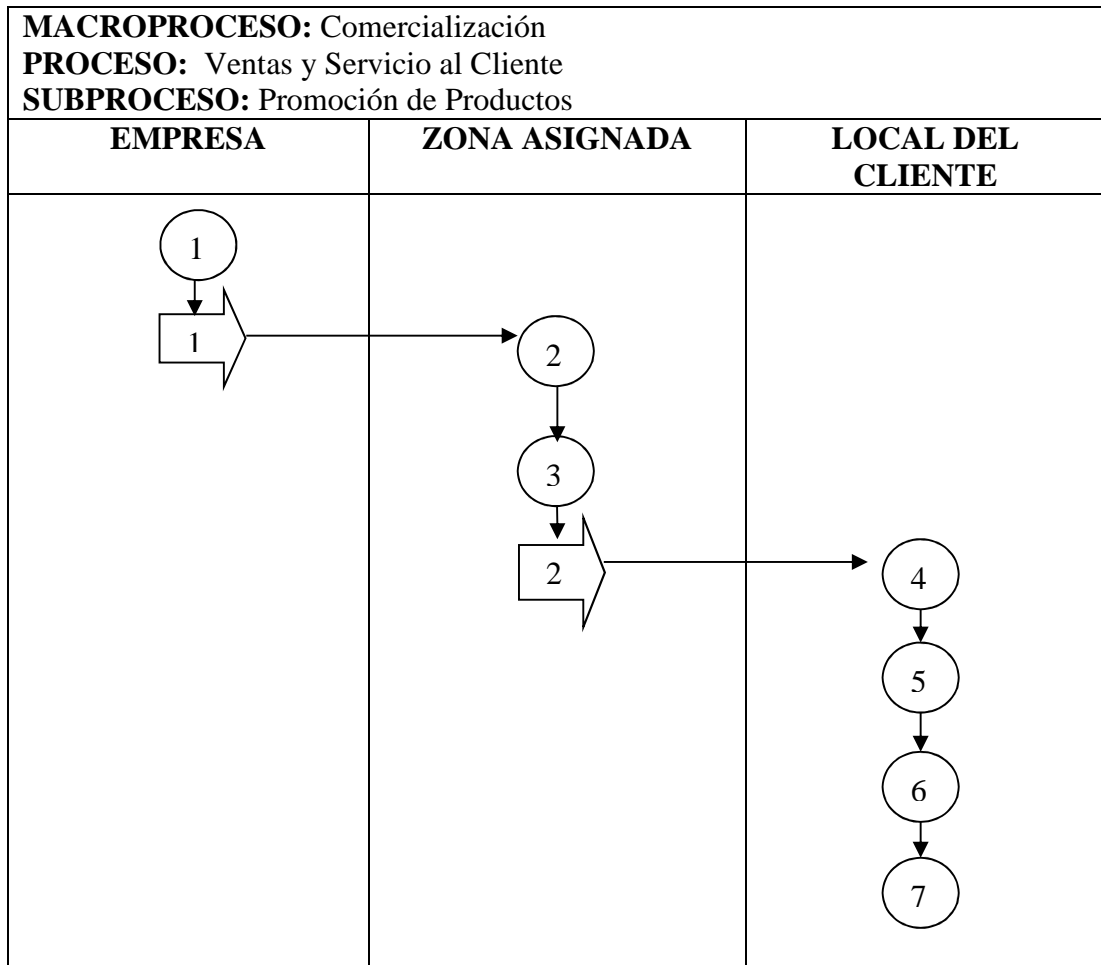 MACROPROCESO: Comercialización
PROCESO: Ventas y Servicio al Cliente
SUBPROCESO: Promoción de Productos
EMPRESA
ZONA ASIGNADA
LOCAL DEL
CLIENTE
1
1
2
3
2
4
5
6
7